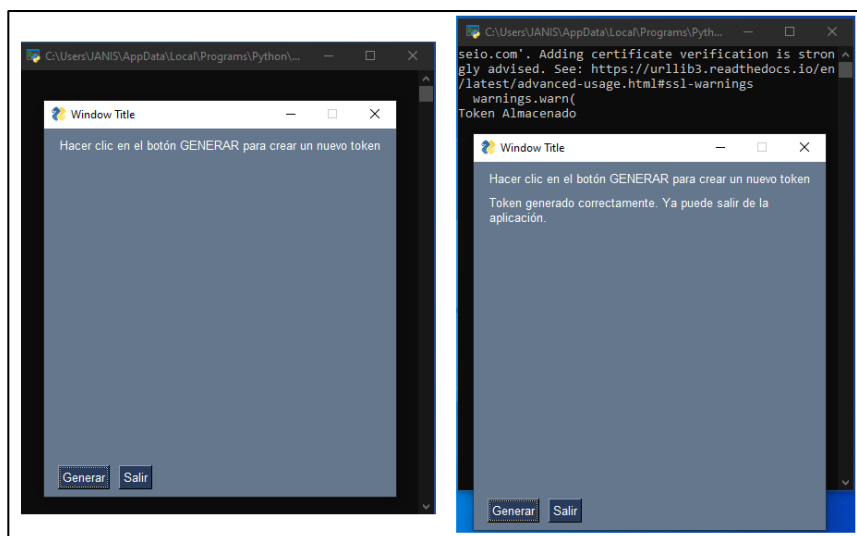 C:\Users\JANIS\AppData\Local\Programs\Python\...
Window Title
Hacer clic en el botón GENERAR para crear un nuevo token
Generar
Salir
C:\Users\JANIS\AppData\Local\Programs\Pyth...
seio.com'. Adding certificate verification is stron
gly advised. See: https://urllib3.readthedocs.io/en
/latest/advanced-usage.html#ssl-warnings
warnings.warn(
Token Almacenado
Window Title
Hacer clic en el botón GENERAR para crear un nuevo token
Token generado correctamente. Ya puede salir de la
aplicación.
Generar
Salir